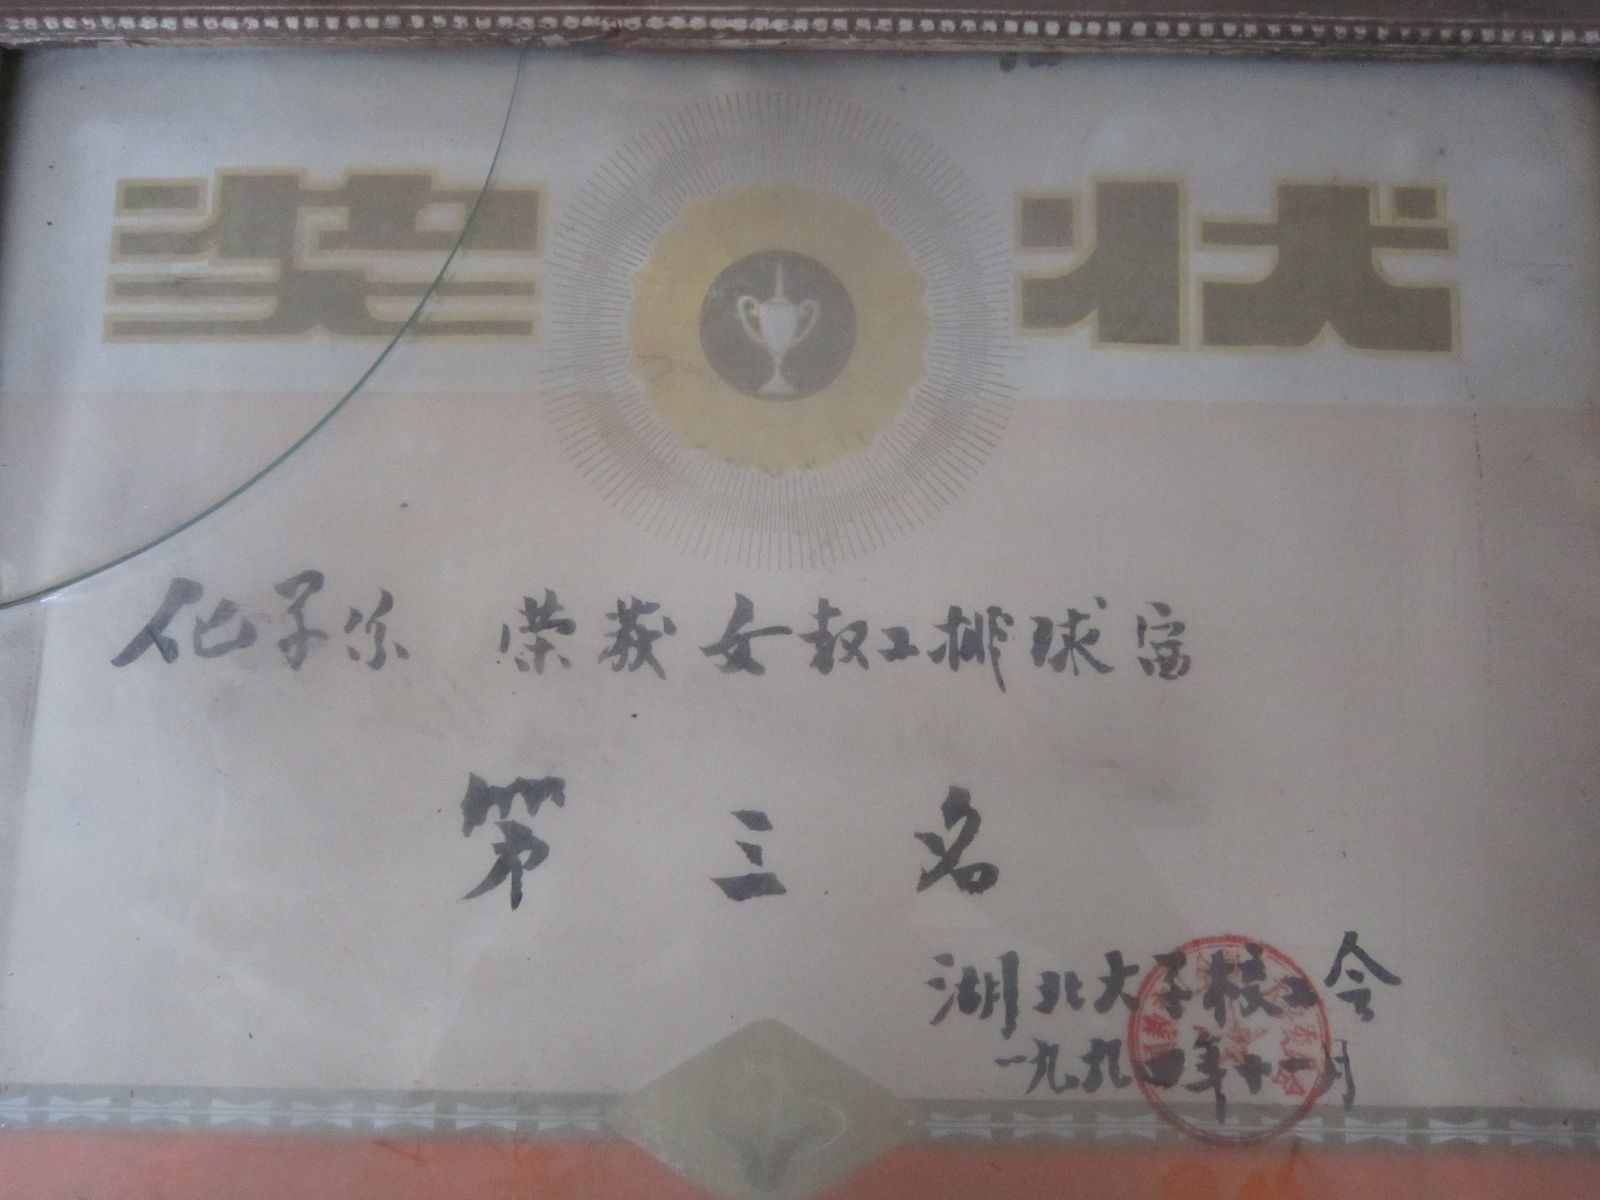 奖状
化学系 荣获女教工排球赛
第三名
湖北大学校工会
一九九四年十一月